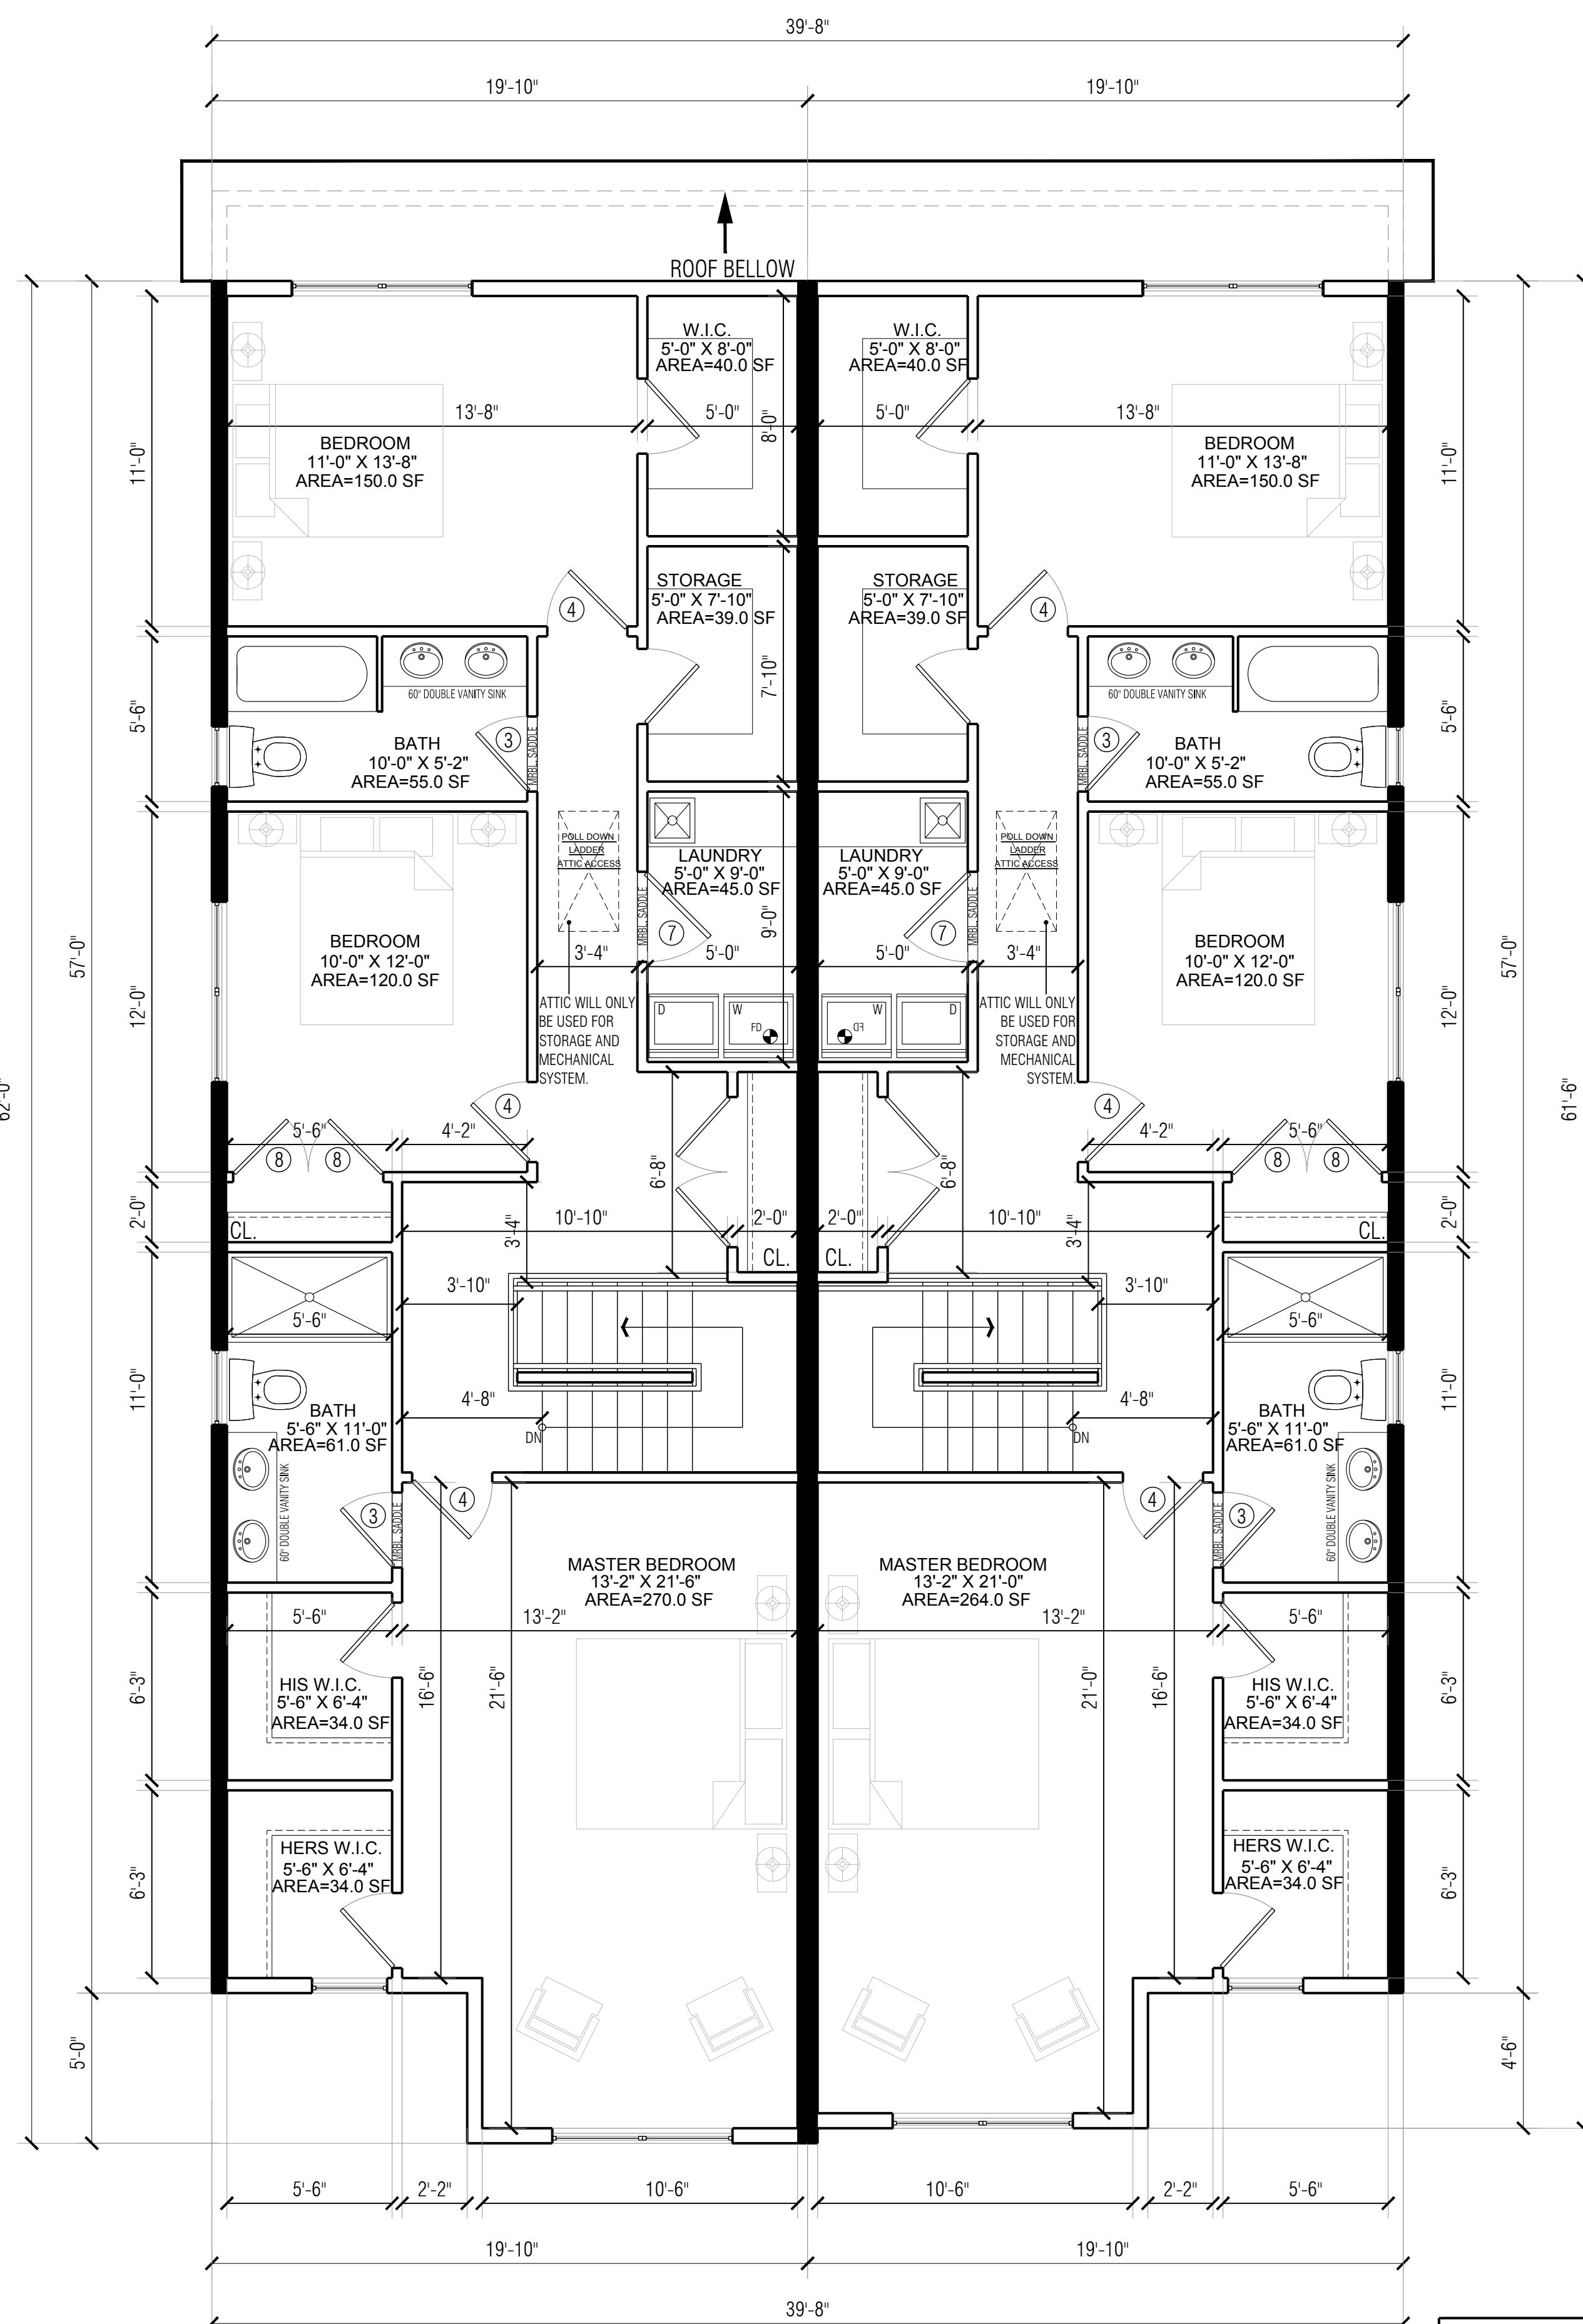 39'-8"
19'-10" 19'-10"
ROOF BELLOW
W.I.C.
5'-0" X 8'-0"
AREA=40.0 SF
W.I.C.
5'-0" X 8'-0"
AREA=40.0 SF
13'-8" 5'-0" 5'-0" 13'-8"
8'-0"
BEDROOM
11'-0" X 13'-8"
AREA=150.0 SF
BEDROOM
11'-0" X 13'-8"
AREA=150.0 SF
11'-0" 11'-0"
STORAGE
5'-0" X 7'-10"
AREA=39.0 SF
STORAGE
5'-0" X 7'-10"
AREA=39.0 SF
4 4
7'-10"
60" DOUBLE VANITY SINK
60" DOUBLE VANITY SINK
5'-6" 5'-6"
3 3
MRBL. SADDLE
MRBL. SADDLE
BATH
10'-0" X 5'-2"
AREA=55.0 SF
BATH
10'-0" X 5'-2"
AREA=55.0 SF
POLL DOWN
LADDER
ATTIC ACCESS
POLL DOWN
LADDER
ATTIC ACCESS
LAUNDRY
5'-0" X 9'-0"
AREA=45.0 SF
LAUNDRY
5'-0" X 9'-0"
AREA=45.0 SF
MRBL. SADDLE
MRBL. SADDLE
7 7
9'-0"
BEDROOM
10'-0" X 12'-0"
AREA=120.0 SF
BEDROOM
10'-0" X 12'-0"
AREA=120.0 SF
57'-0" 57'-0"
3'-4" 5'-0" 5'-0" 3'-4"
12'-0" 12'-0"
ATTIC WILL ONLY
BE USED FOR
STORAGE AND
MECHANICAL
SYSTEM.
ATTIC WILL ONLY
BE USED FOR
STORAGE AND
MECHANICAL
SYSTEM.
D W FD
W D FD
62'-0" 61'-6"
4 4
5'-6" 4'-2" 4'-2" 5'-6"
8 8 8 8
6'-8" 6'-8"
2'-0" 2'-0"
CL. CL.
3'-4" 3'-4"
10'-10" 2'-0" 2'-0" 10'-10"
CL. CL.
3'-10" 3'-10"
5'-6" 5'-6"
11'-0" 11'-0"
4'-8" 4'-8"
DN DN
BATH
5'-6" X 11'-0"
AREA=61.0 SF
BATH
5'-6" X 11'-0"
AREA=61.0 SF
60" DOUBLE VANITY SINK
60" DOUBLE VANITY SINK
3 4 4 3
MRBL. SADDLE
MRBL. SADDLE
MASTER BEDROOM
13'-2" X 21'-6"
AREA=270.0 SF
MASTER BEDROOM
13'-2" X 21'-0"
AREA=264.0 SF
5'-6" 13'-2" 13'-2" 5'-6"
16'-6" 21'-6" 21'-0" 16'-6"
6'-3" 6'-3"
HIS W.I.C.
5'-6" X 6'-4"
AREA=34.0 SF
HIS W.I.C.
5'-6" X 6'-4"
AREA=34.0 SF
HERS W.I.C.
5'-6" X 6'-4"
AREA=34.0 SF
HERS W.I.C.
5'-6" X 6'-4"
AREA=34.0 SF
6'-3" 6'-3"
5'-0" 4'-6"
5'-6" 2'-2" 10'-6" 10'-6" 2'-2" 5'-6"
19'-10" 19'-10"
39'-8"